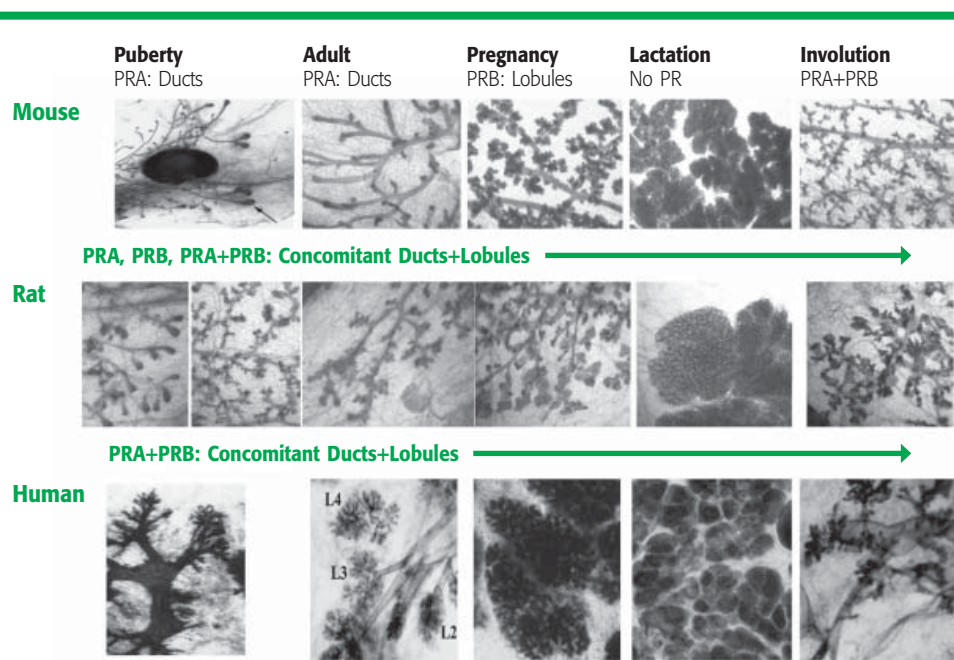 Puberty Adult Pregnancy Lactation Involution
PRA: Ducts PRA: Ducts PRB: Lobules No PR PRA+PRB
Mouse
PRA, PRB, PRA+PRB: Concomitant Ducts+Lobules
Rat
PRA+PRB: Concomitant Ducts+Lobules
Human
L4
L3
L2